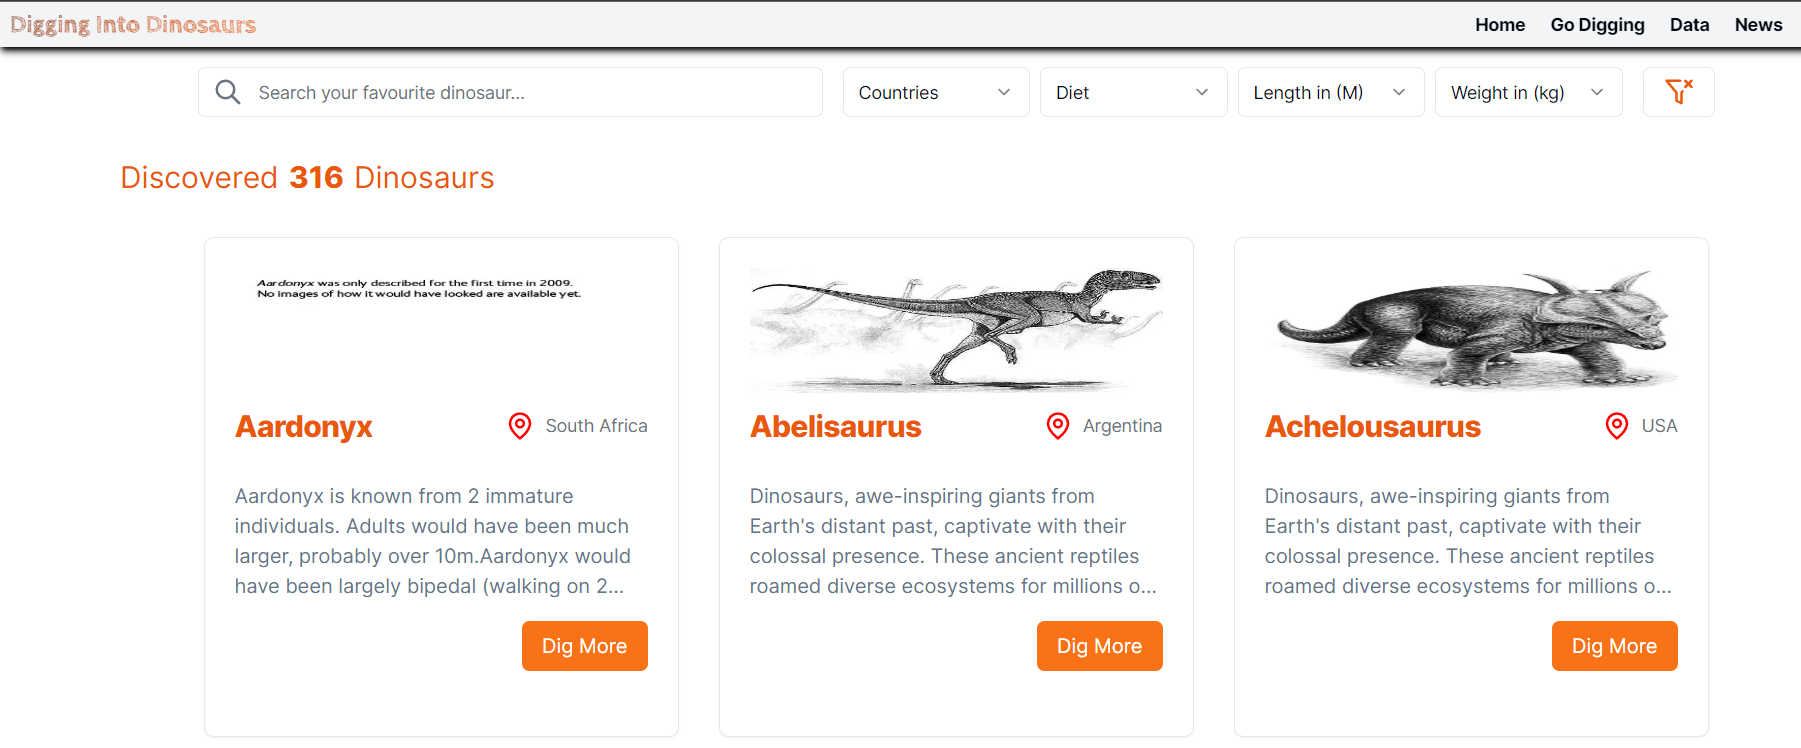 Digging Into Dinosaurs
Home Go Digging Data News
Search your favourite dinosaur...
Countries
Diet
Length in (M)
Weight in (kg)
Discovered 316 Dinosaurs
Aardonyx was only described for the first time in 2009.
No images of how it would have looked are available yet.
Aardonyx
South Africa
Aardonyx is known from 2 immature
individuals. Adults would have been much
larger, probably over 10m.Aardonyx would
have been largely bipedal (walking on 2...
Dig More
Abelisaurus
Argentina
Dinosaurs, awe-inspiring giants from
Earth's distant past, captivate with their
colossal presence. These ancient reptiles
roamed diverse ecosystems for millions o...
Dig More
Achelousaurus
USA
Dinosaurs, awe-inspiring giants from
Earth's distant past, captivate with their
colossal presence. These ancient reptiles
roamed diverse ecosystems for millions o...
Dig More